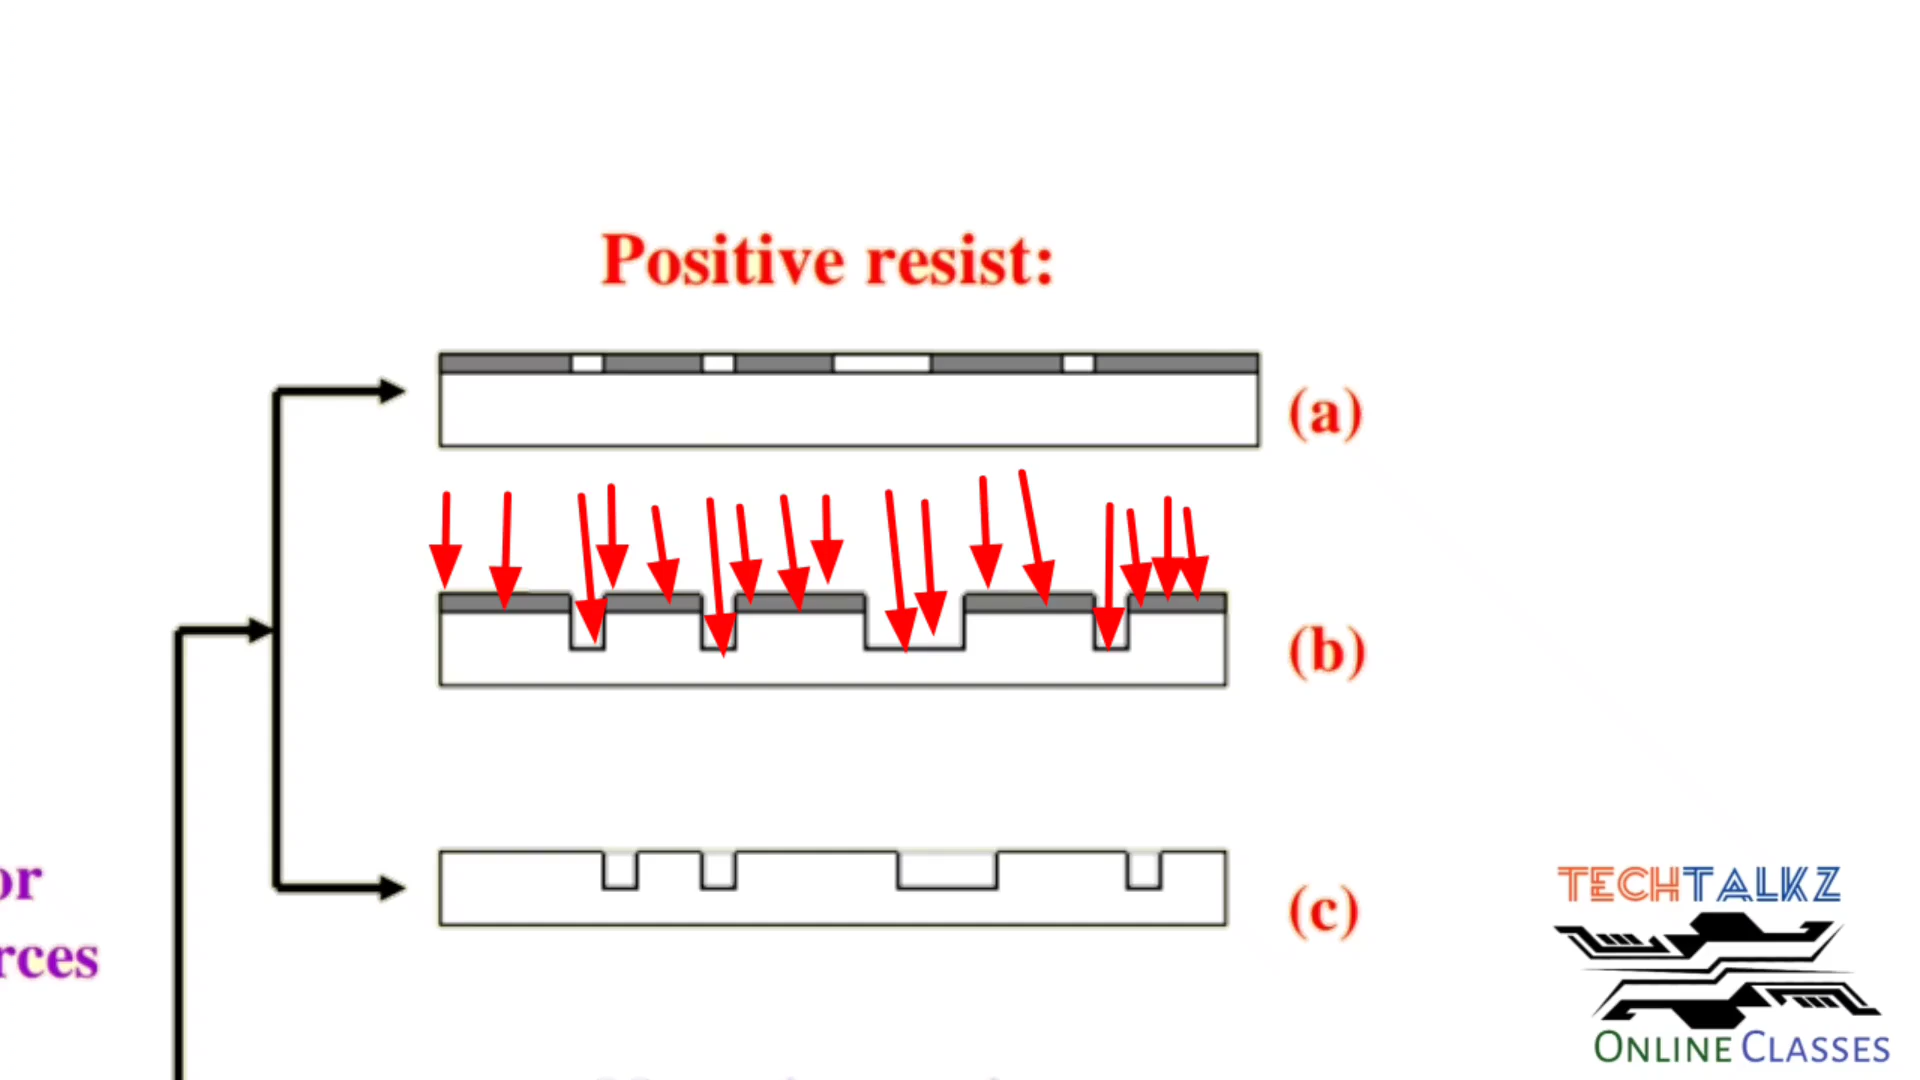 Positive resist:
(a)
(b)
(c)
or
rces
TECHTALKZ
ONLINE CLASSES